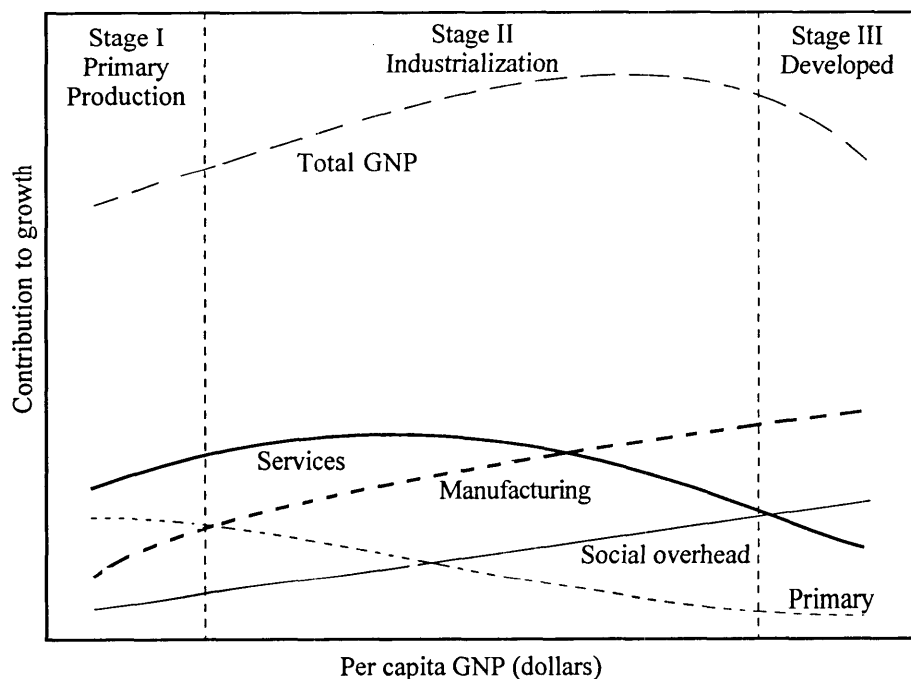 Stage I
Primary
Production
Stage II
Industrialization
Stage III
Developed
Total GNP
Contribution to growth
Services
Manufacturing
Social overhead
Primary
Per capita GNP (dollars)